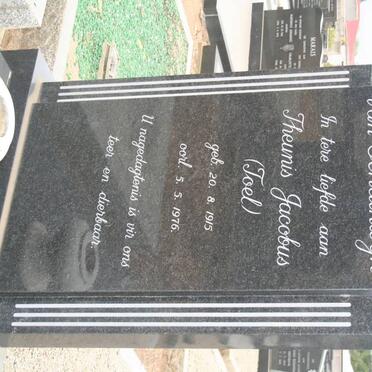 In tere liefde aan
Theunis Jacobus
(Toel)
geb. 20. 8. 1915
oorl. 5. 5. 1976.
U nagedagtenis is vir ons
teer en dierbaar.
MARAIS